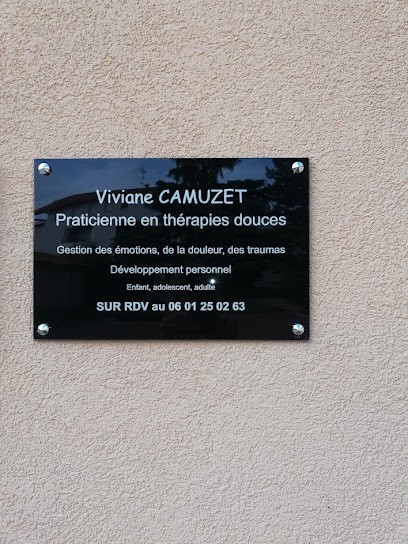 Viviane CAMUZET
Praticienne en thérapies douces
Gestion des émotions, de la douleur, des traumas
Développement personnel
Enfant, adolescent, adulte
SUR RDV au 06 01 25 02 63